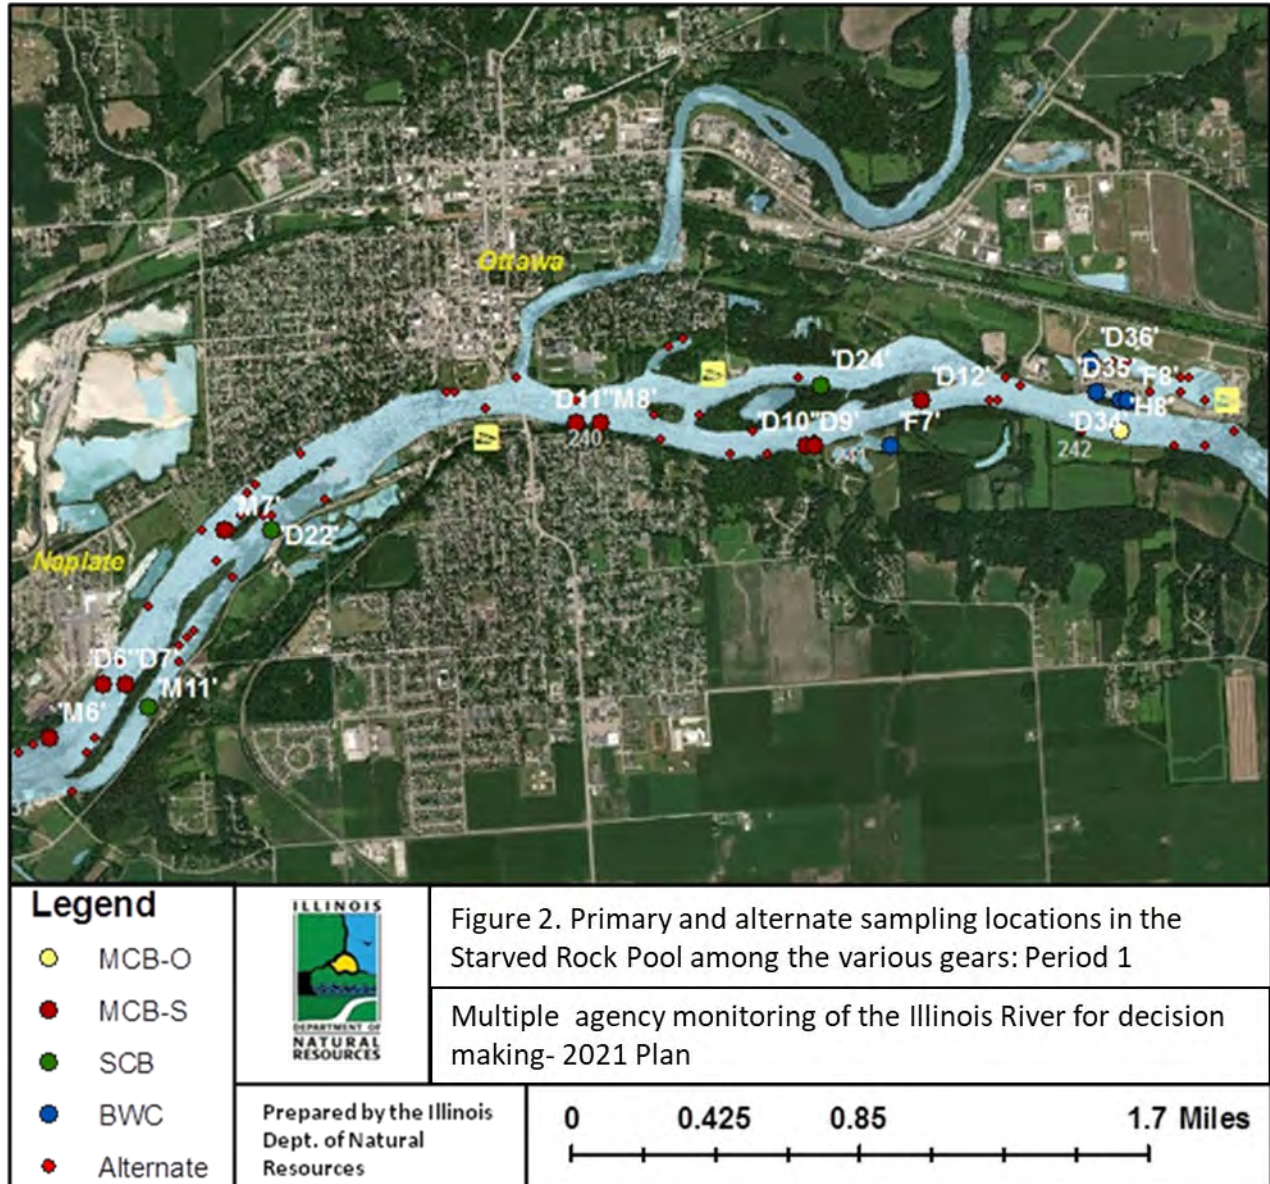 Ottawa
'D36'
'D24'
'D35'
'F8'
'D12'
'H8'
'D11''M8'
'D10''D9'
'F7'
'D34'
240
242
M7'
'D22'
Naplate
'D6''D7'
'M11'
'M6'
Legend
MCB-O
MCB-S
SCB
BWC
Alternate
ILLINOIS
DEPARTMENT OF
NATURAL
RESOURCES
Figure 2. Primary and alternate sampling locations in the
Starved Rock Pool among the various gears: Period 1
Multiple agency monitoring of the Illinois River for decision
making- 2021 Plan
Prepared by the Illinois
Dept. of Natural
Resources
0 0.425 0.85 1.7 Miles